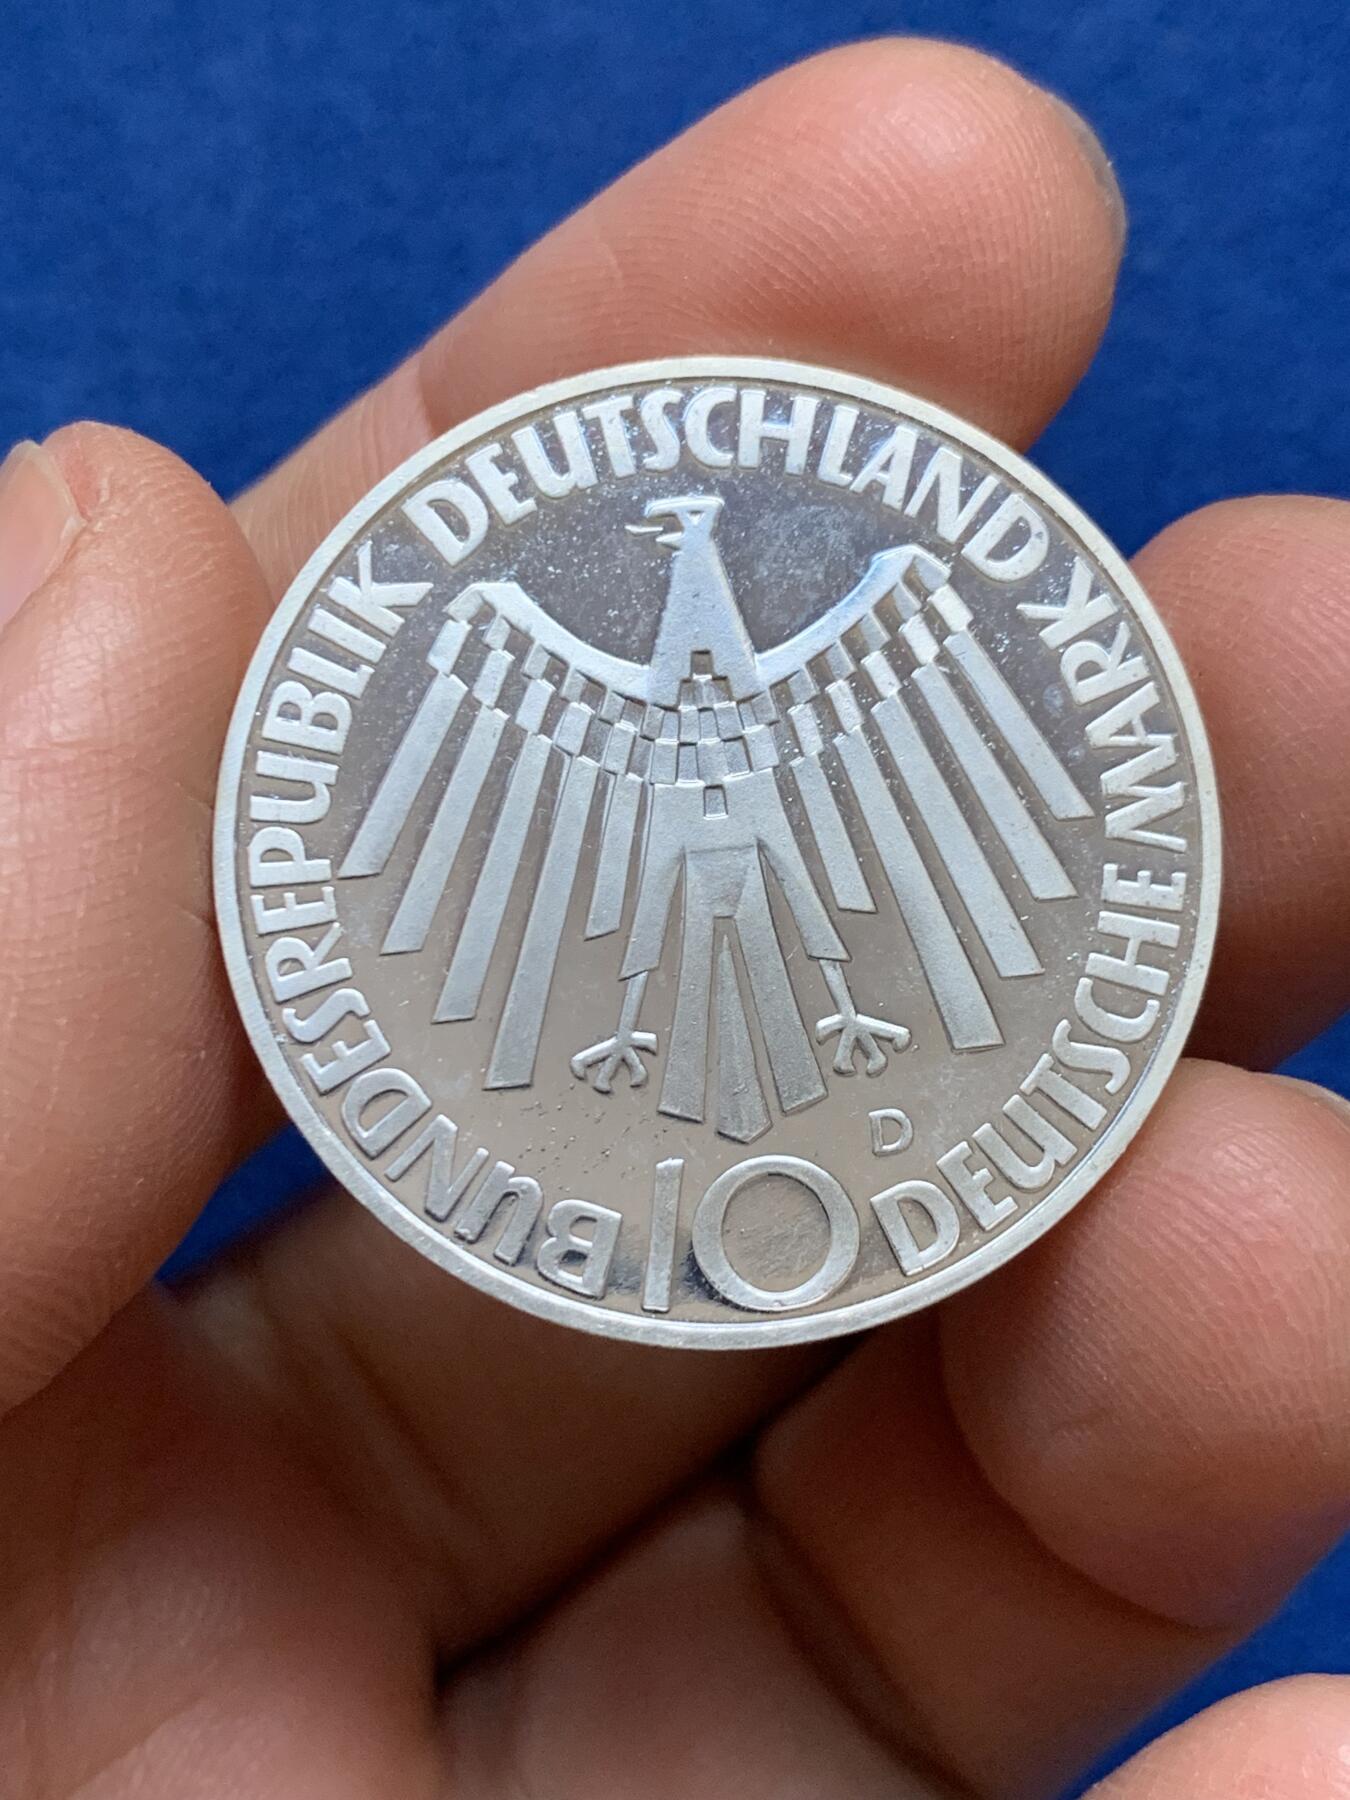 BUNDESREPUBLIK DEUTSCHLAND
10 DEUTSCHE MARK
D